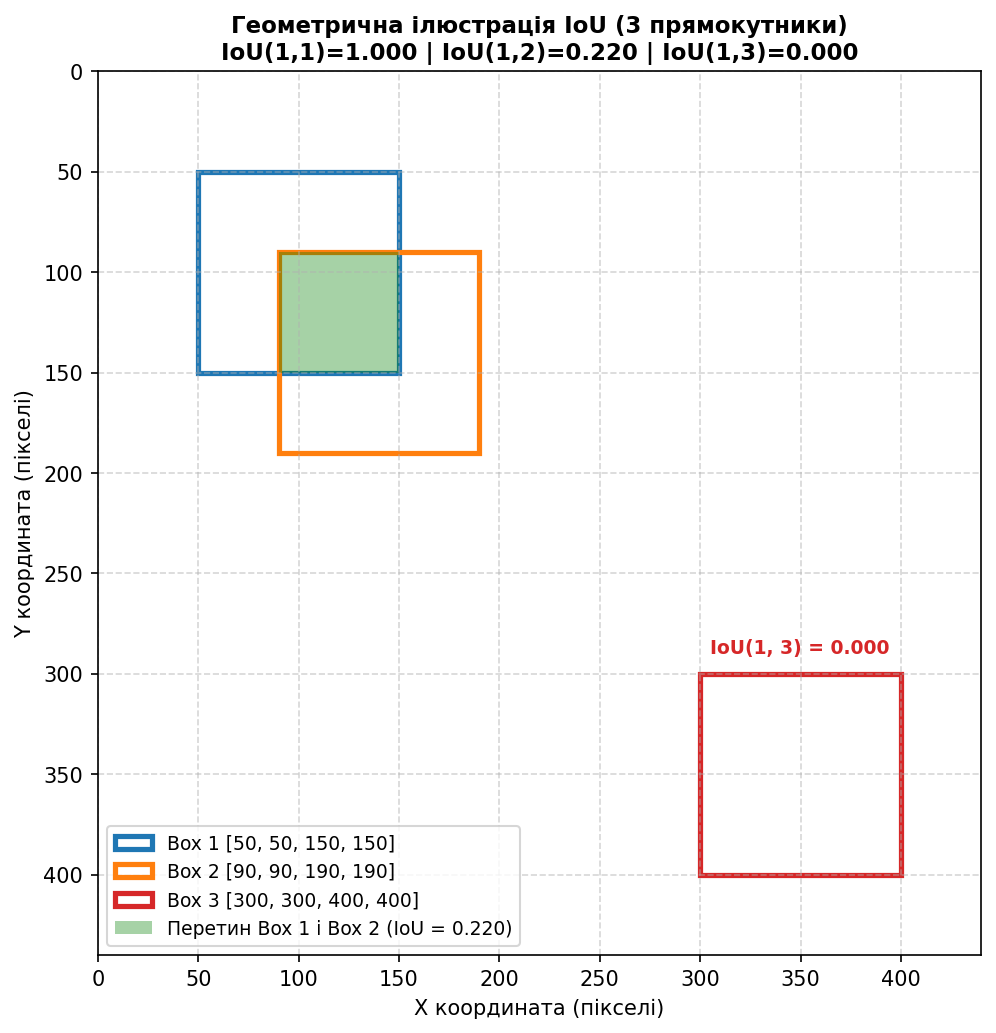 Геометрична ілюстрація IoU (3 прямокутники)
IoU(1,1)=1.000 | IoU(1,2)=0.220 | IoU(1,3)=0.000
0
50
100
150
200
250
300
350
400
Y координата (пікселі)
IoU(1, 3) = 0.000
Box 1 [50, 50, 150, 150]
Box 2 [90, 90, 190, 190]
Box 3 [300, 300, 400, 400]
Перетин Box 1 і Box 2 (IoU = 0.220)
0 50 100 150 200 250 300 350 400
X координата (пікселі)